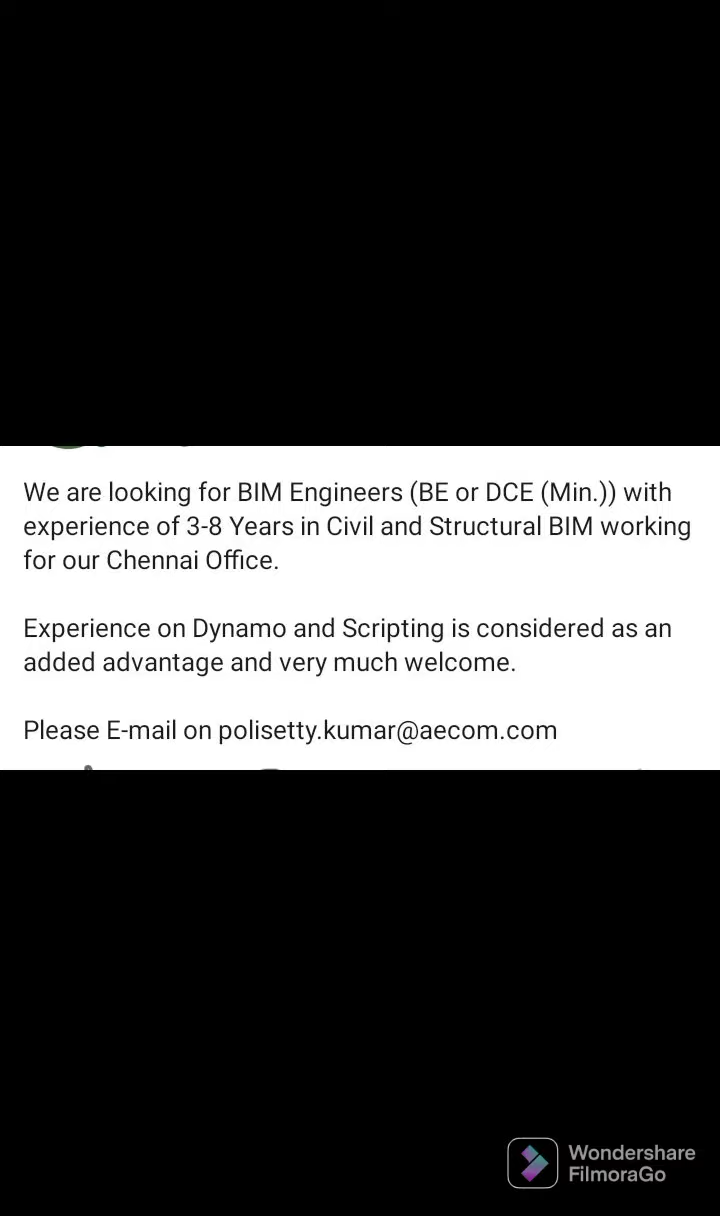 We are looking for BIM Engineers (BE or DCE (Min.)) with
experience of 3-8 Years in Civil and Structural BIM working
for our Chennai Office.
Experience on Dynamo and Scripting is considered as an
added advantage and very much welcome.
Please E-mail on polisetty.kumar@aecom.com
Wondershare
FilmoraGo